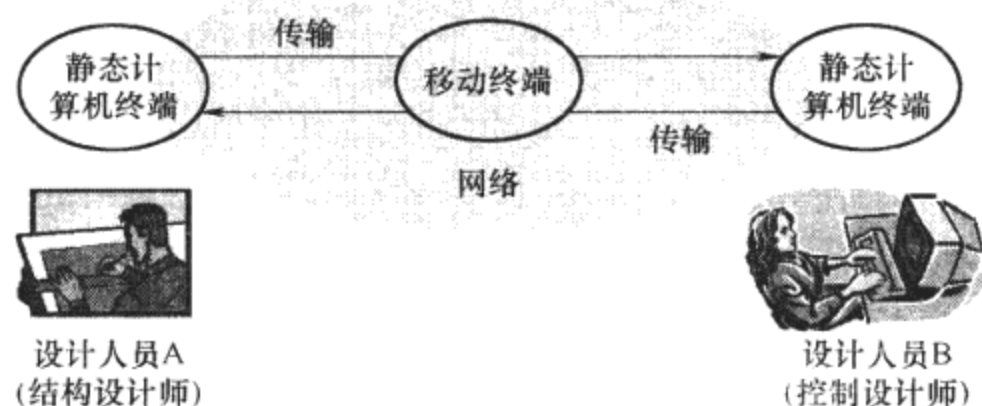 传输
静态计
算机终端
移动终端
静态计
算机终端
传输
网络
设计人员A
(结构设计师)
设计人员B
(控制设计师)